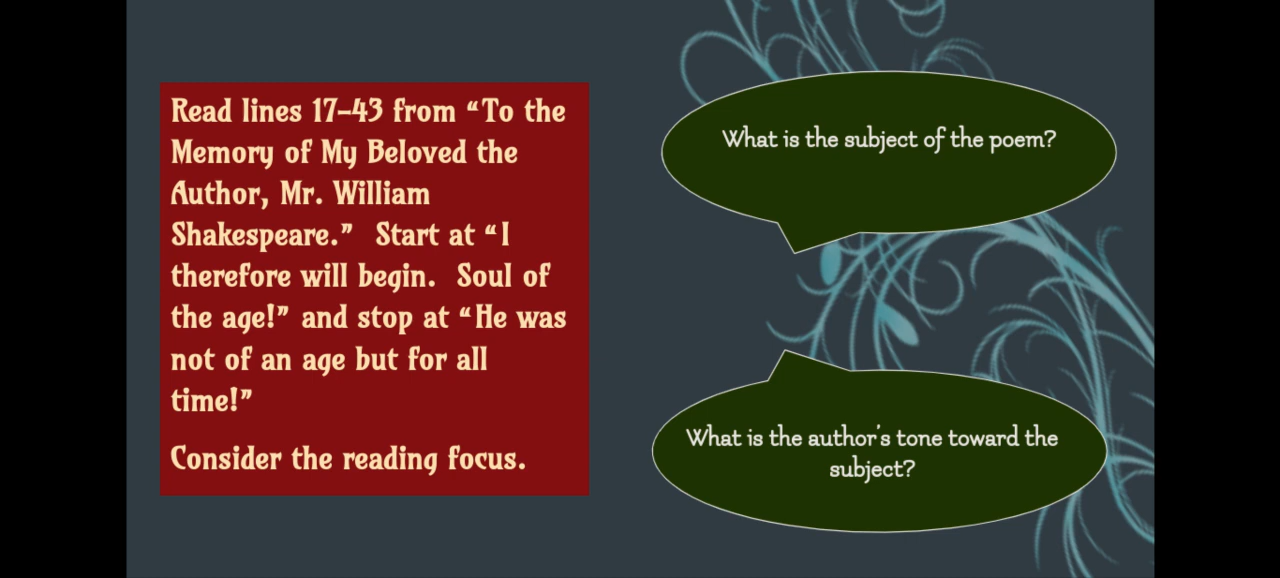 Read lines 17–43 from “To the
Memory of My Beloved the
Author, Mr. William
Shakespeare.” Start at “I
therefore will begin. Soul of
the age!” and stop at “He was
not of an age but for all
time!”
Consider the reading focus.
What is the subject of the poem?
What is the author's tone toward the
subject?